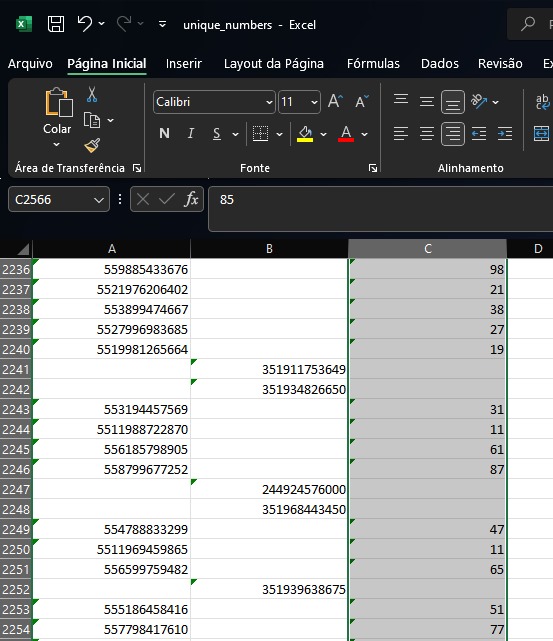 unique_numbers - Excel
Arquivo Página Inicial Inserir Layout da Página Fórmulas Dados Revisão Ex
Colar
Área de Transferência
Calibri 11 A A
N I S A
Fonte
ab
Alinhamento
C2566 fx 85
A B C D
2236 559885433676 98
2237 5521976206402 21
2238 553899474667 38
2239 5527996983685 27
2240 5519981265664 19
2241 351911753649
2242 351934826650
2243 553194457569 31
2244 5511988722870 11
2245 556185798905 61
2246 558799677252 87
2247 244924576000
2248 351968443450
2249 554788833299 47
2250 5511969459865 11
2251 556599759482 65
2252 351939638675
2253 555186458416 51
2254 557798417610 77